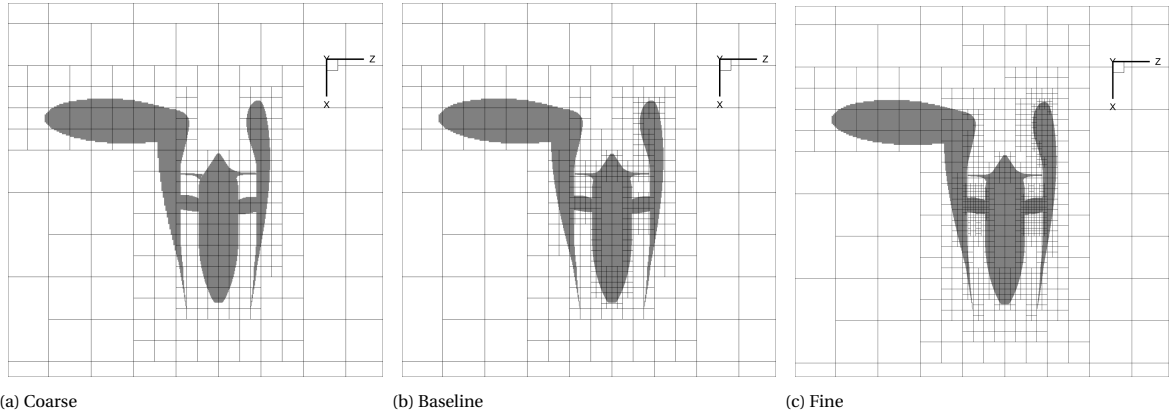 Y Z
X
Y Z
X
Y Z
X
(a) Coarse
(b) Baseline
(c) Fine